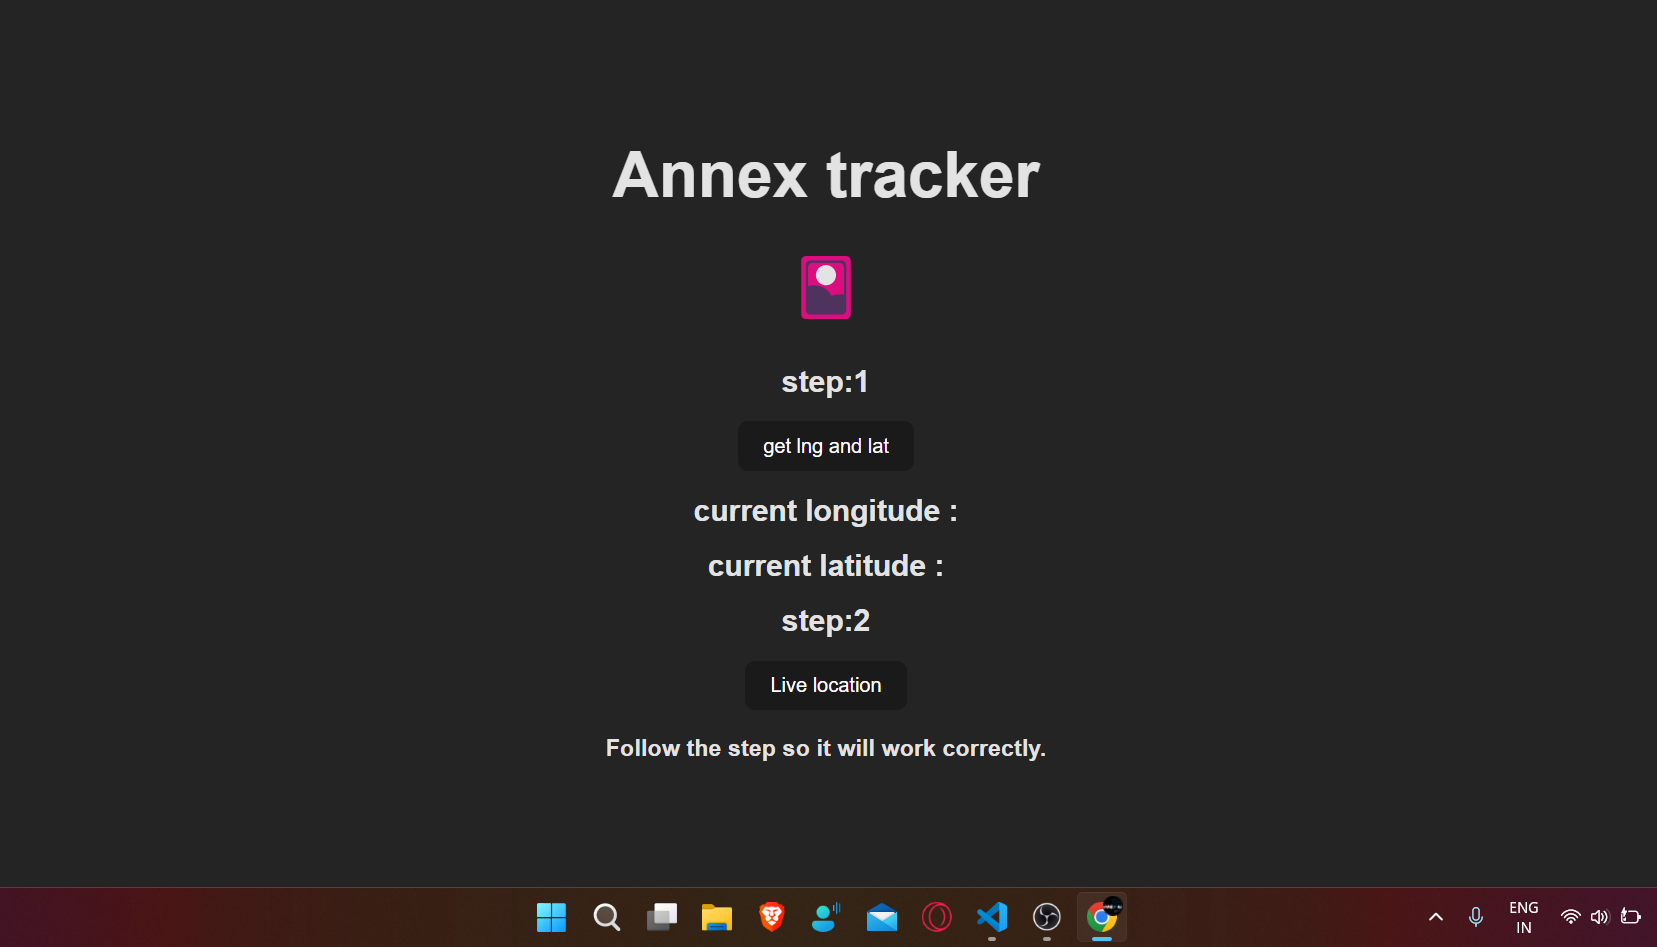 Annex tracker
step:1
get lng and lat
current longitude :
current latitude :
step:2
Live location
Follow the step so it will work correctly.
ENG
IN